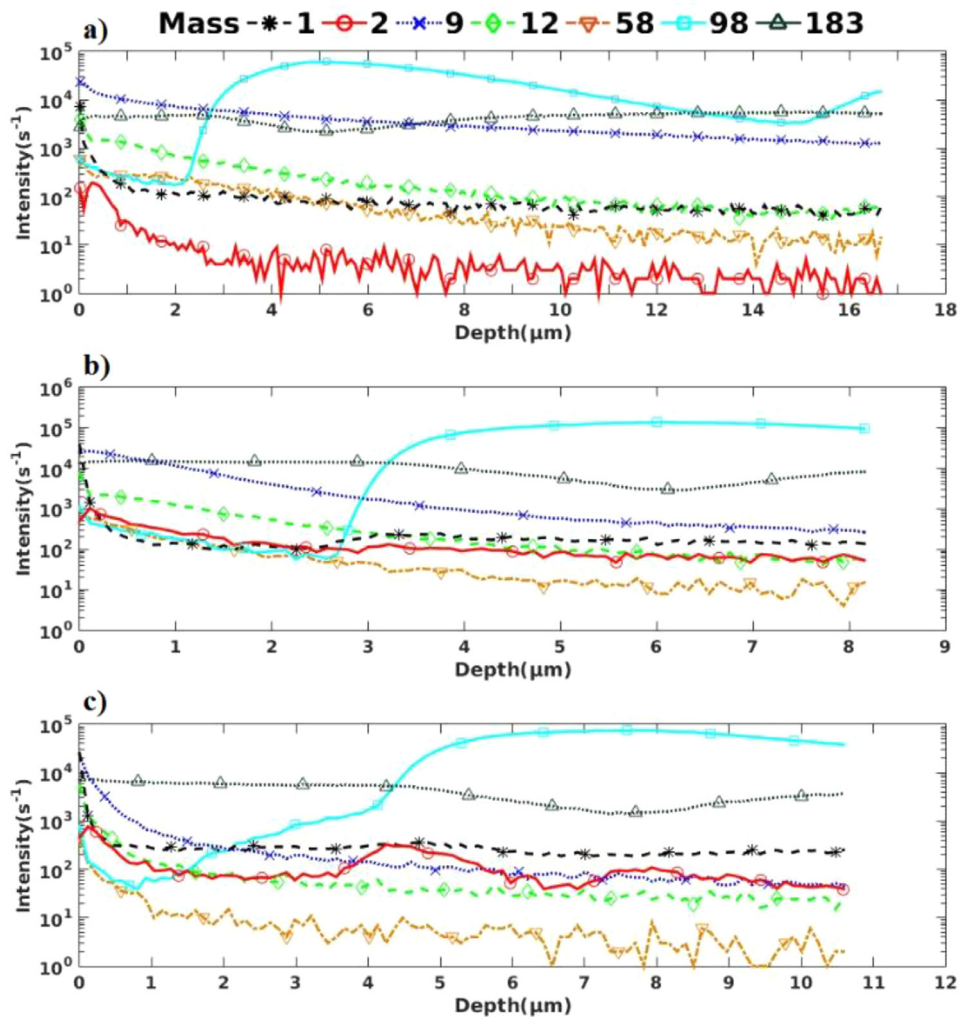 Mass 1 2 9 12 58 98 183
a)
10^5
10^4
10^3
10^2
10^1
10^0
Intensity(s^-1)
0 2 4 6 8 10 12 14 16 18
Depth(μm)
b)
10^6
10^5
10^4
10^3
10^2
10^1
10^0
Intensity(s^-1)
0 1 2 3 4 5 6 7 8 9
Depth(μm)
c)
10^5
10^4
10^3
10^2
10^1
10^0
Intensity(s^-1)
0 1 2 3 4 5 6 7 8 9 10 11 12
Depth(μm)